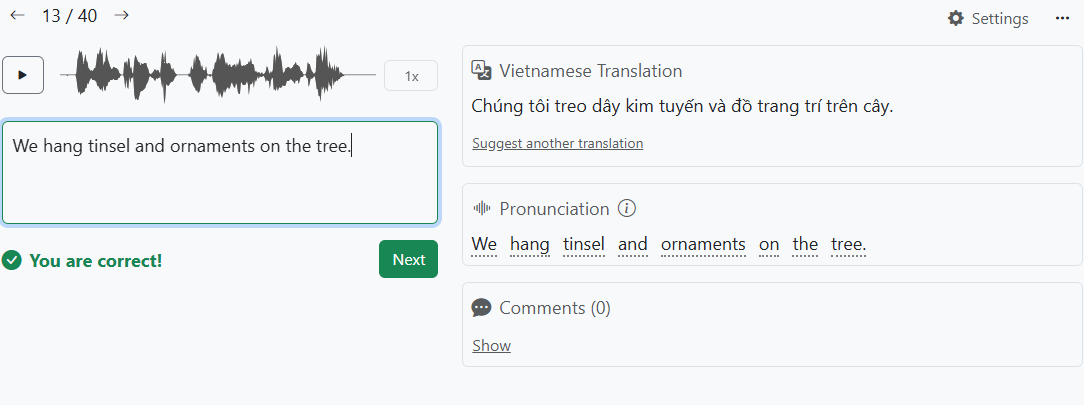 13 / 40
Settings
1x
We hang tinsel and ornaments on the tree.
You are correct!
Next
Vietnamese Translation
Chúng tôi treo dây kim tuyến và đồ trang trí trên cây.
Suggest another translation
Pronunciation
We hang tinsel and ornaments on the tree.
Comments (0)
Show